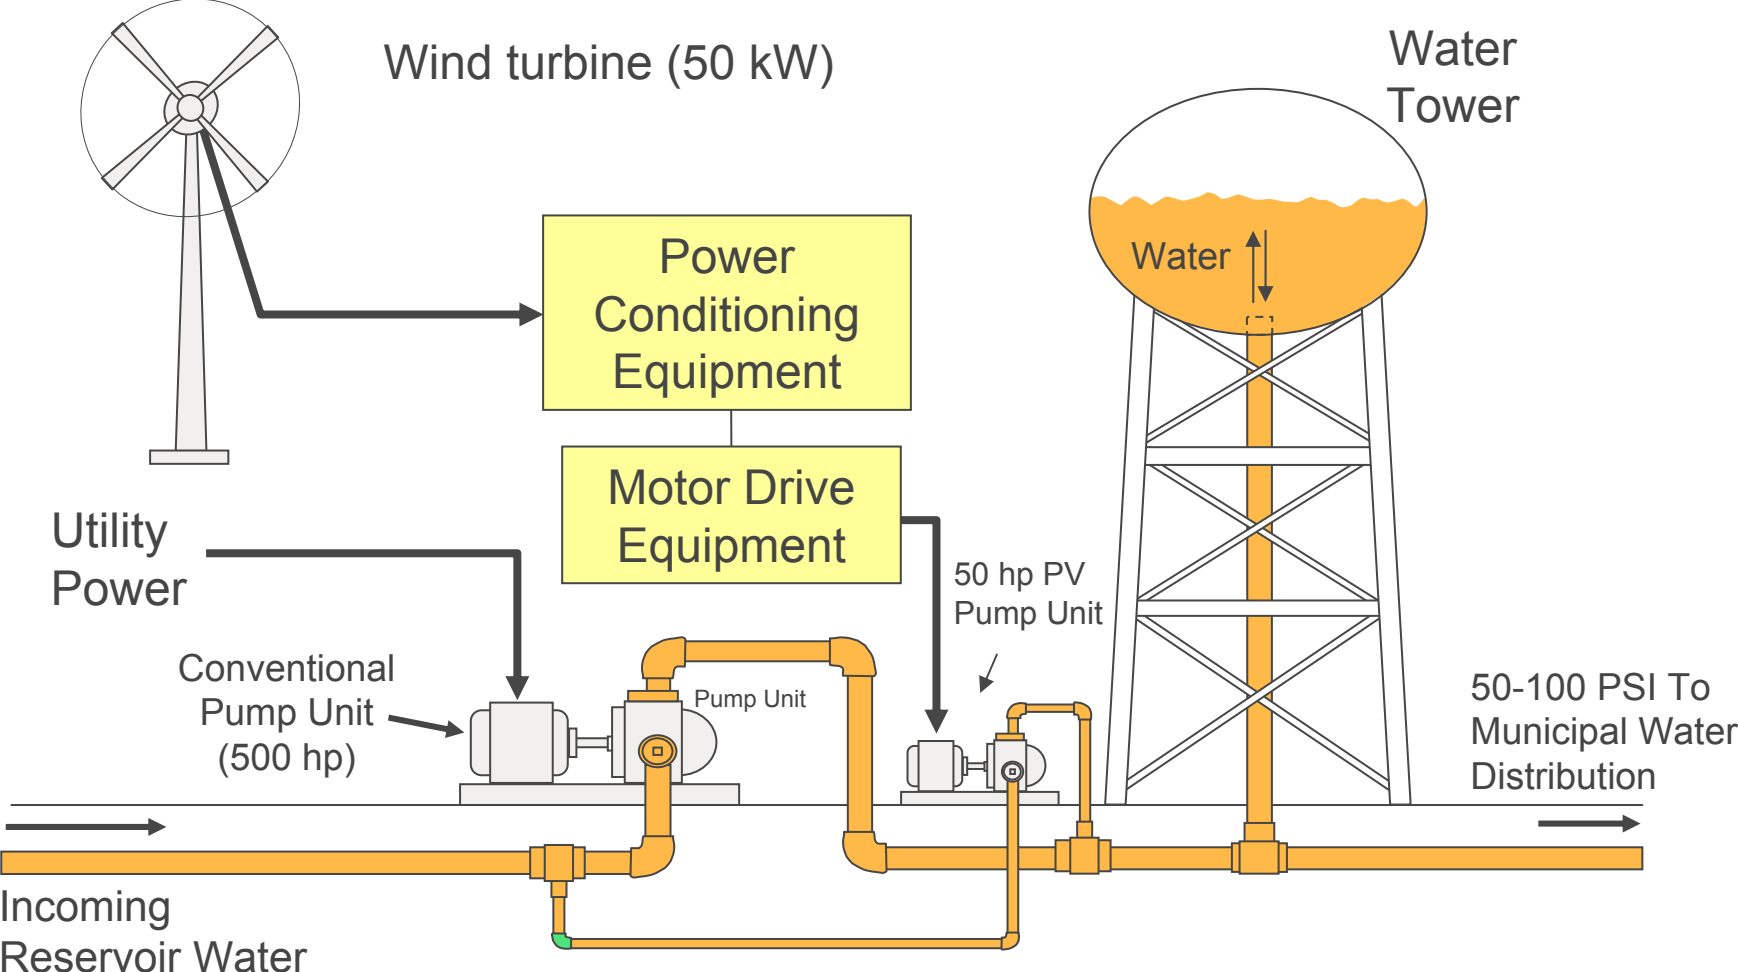 Wind turbine (50 kW)
Water
Tower
Power
Conditioning
Equipment
Water
Motor Drive
Equipment
Utility
Power
50 hp PV
Pump Unit
Conventional
Pump Unit
(500 hp)
Pump Unit
50-100 PSI To
Municipal Water
Distribution
Incoming
Reservoir Water